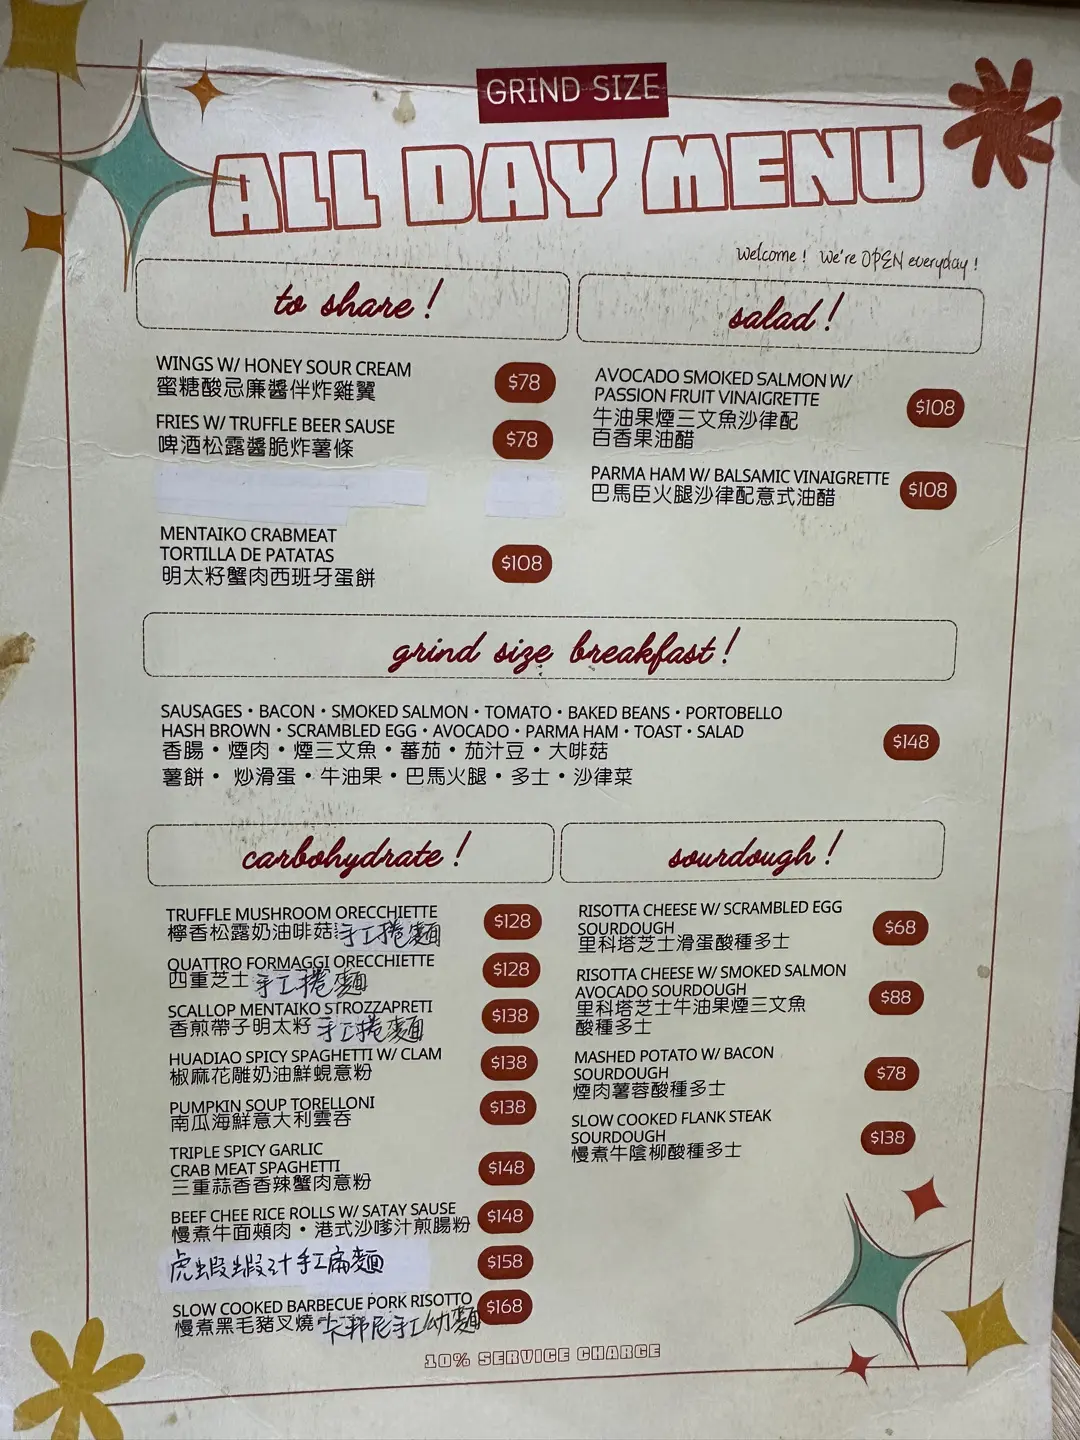 GRIND SIZE
ALL DAY MENU
Welcome! We're OPEN everyday!
to share!
WINGS W/ HONEY SOUR CREAM
蜜糖酸忌廉醬伴炸雞翼
$78
FRIES W/ TRUFFLE BEER SAUSE
啤酒松露醬脆炸薯條
$78
MENTAIKO CRABMEAT
TORTILLA DE PATATAS
明太籽蟹肉西班牙蛋餅
$108
salad!
AVOCADO SMOKED SALMON W/
PASSION FRUIT VINAIGRETTE
牛油果煙三文魚沙律配
百香果油醋
$108
PARMA HAM W/ BALSAMIC VINAIGRETTE
巴馬臣火腿沙律配意式油醋
$108
grind size breakfast!
SAUSAGES • BACON • SMOKED SALMON • TOMATO • BAKED BEANS • PORTOBELLO
HASH BROWN • SCRAMBLED EGG • AVOCADO • PARMA HAM • TOAST • SALAD
香腸 • 煙肉 • 煙三文魚 • 蕃茄 • 茄汁豆 • 大啡菇
薯餅 • 炒滑蛋 • 牛油果 • 巴馬火腿 • 多士 • 沙律菜
$148
carbohydrate!
TRUFFLE MUSHROOM ORECCHIETTE
檸香松露奶油啡菇手工捲麵
$128
QUATTRO FORMAGGI ORECCHIETTE
四重芝士手工捲麵
$128
SCALLOP MENTAIKO STROZZAPRETI
香煎帶子明太籽手工捲麵
$138
HUADIAO SPICY SPAGHETTI W/ CLAM
椒麻花雕奶油鮮蜆意粉
$138
PUMPKIN SOUP TORELLONI
南瓜海鮮意大利雲吞
$138
TRIPLE SPICY GARLIC
CRAB MEAT SPAGHETTI
三重蒜香香辣蟹肉意粉
$148
BEEF CHEE RICE ROLLS W/ SATAY SAUSE
慢煮牛面頰肉 • 港式沙嗲汁煎腸粉
$148
虎蝦蝦汁手工扁麵
$158
SLOW COOKED BARBECUE PORK RISOTTO
慢煮黑毛豬叉燒卡邦尼手工幼麵
$168
sourdough!
RISOTTA CHEESE W/ SCRAMBLED EGG
SOURDOUGH
里科塔芝士滑蛋酸種多士
$68
RISOTTA CHEESE W/ SMOKED SALMON
AVOCADO SOURDOUGH
里科塔芝士牛油果煙三文魚
酸種多士
$88
MASHED POTATO W/ BACON
SOURDOUGH
煙肉薯蓉酸種多士
$78
SLOW COOKED FLANK STEAK
SOURDOUGH
慢煮牛陰柳酸種多士
$138
10% SERVICE CHARGE